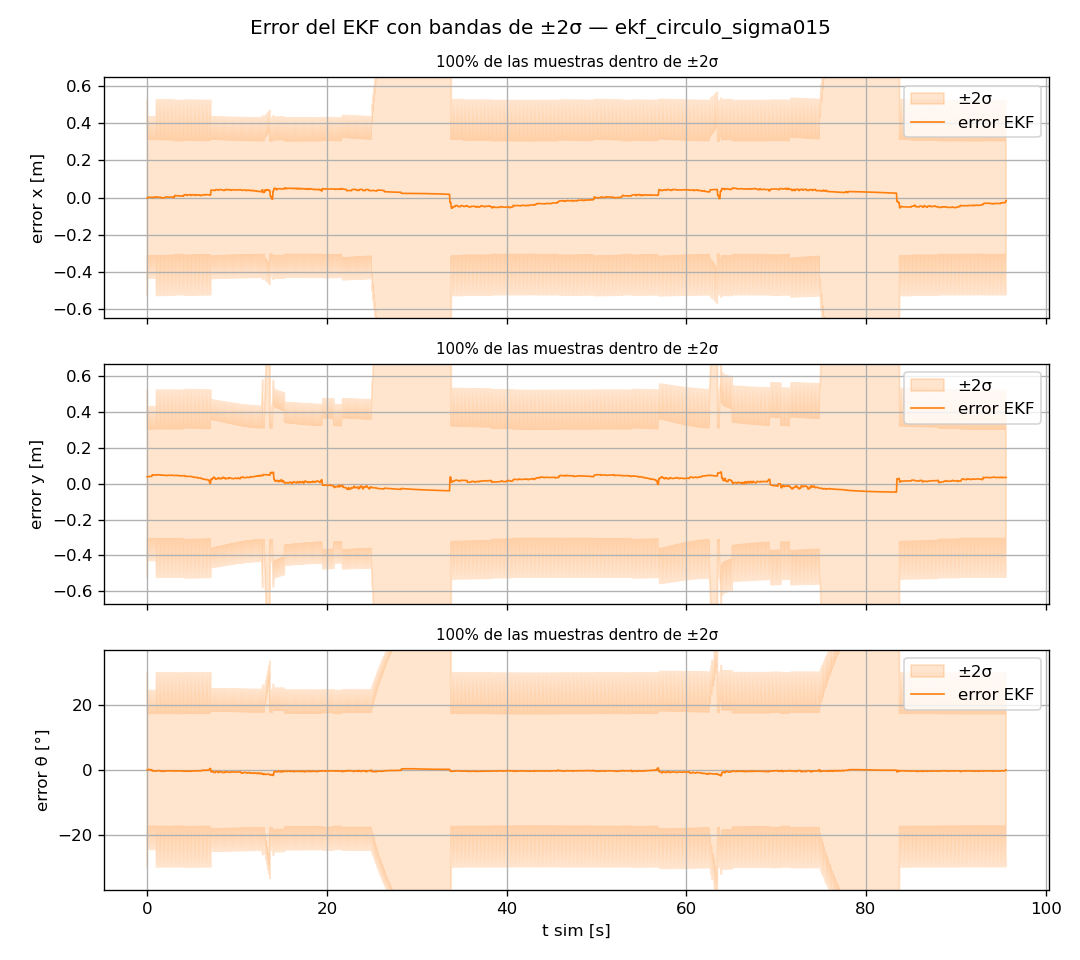 Error del EKF con bandas de ±2σ — ekf_circulo_sigma015
100% de las muestras dentro de ±2σ
0.6
0.4
0.2
0.0
−0.2
−0.4
−0.6
error x [m]
±2σ
error EKF
100% de las muestras dentro de ±2σ
0.6
0.4
0.2
0.0
−0.2
−0.4
−0.6
error y [m]
±2σ
error EKF
100% de las muestras dentro de ±2σ
20
0
−20
error θ [°]
±2σ
error EKF
0 20 40 60 80 100
t sim [s]